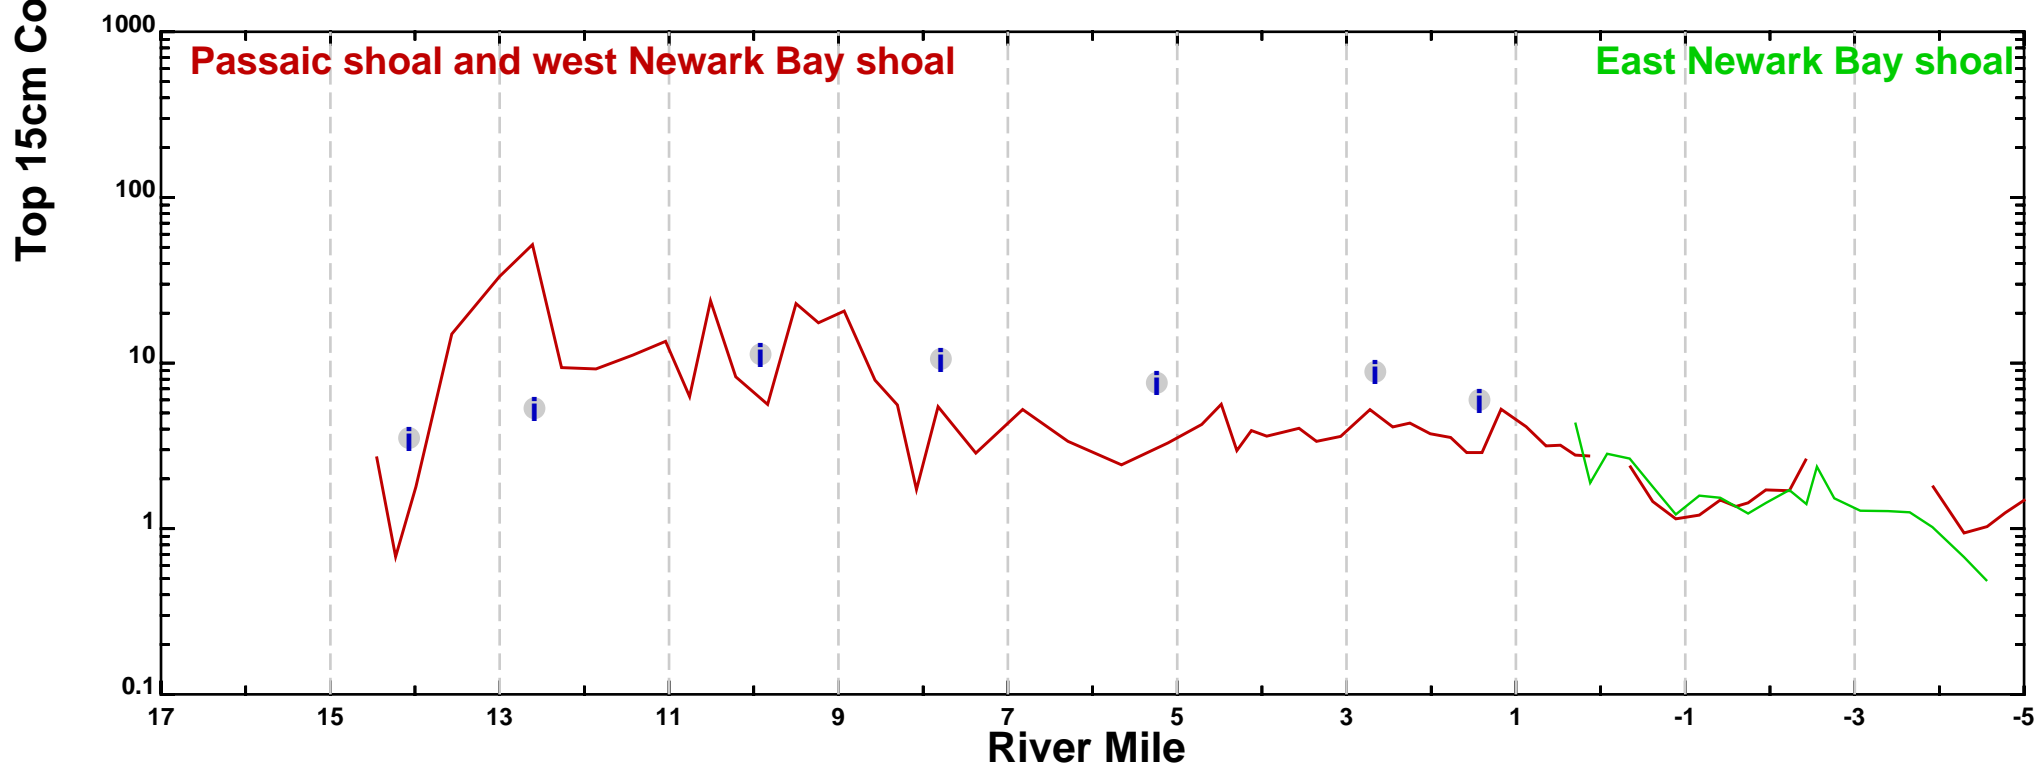 Top 15cm Co
1000
100
10
1
0.1
Passaic shoal and west Newark Bay shoal
East Newark Bay shoal
i i i i i i i
17 15 13 11 9 7 5 3 1 -1 -3 -5
River Mile